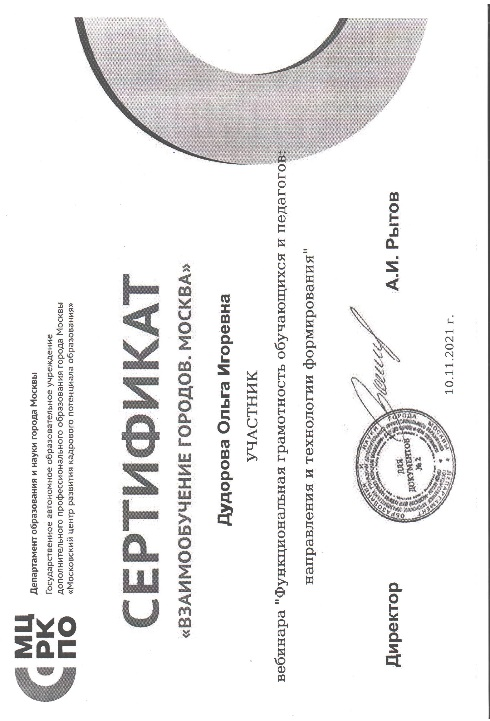 МЦ
РК
ПО
Департамент образования и науки города Москвы
Государственное автономное образовательное учреждение
дополнительного профессионального образования города Москвы
«Московский центр развития кадрового потенциала образования»
СЕРТИФИКАТ
«ВЗАИМООБУЧЕНИЕ ГОРОДОВ. МОСКВА»
Дудорова Ольга Игоревна
УЧАСТНИК
вебинара "Функциональная грамотность обучающихся и педагогов:
направления и технологии формирования"
Директор
ДЛЯ
ДОКУМЕНТОВ
№ 2
А.И. Рытов
10.11.2021 г.